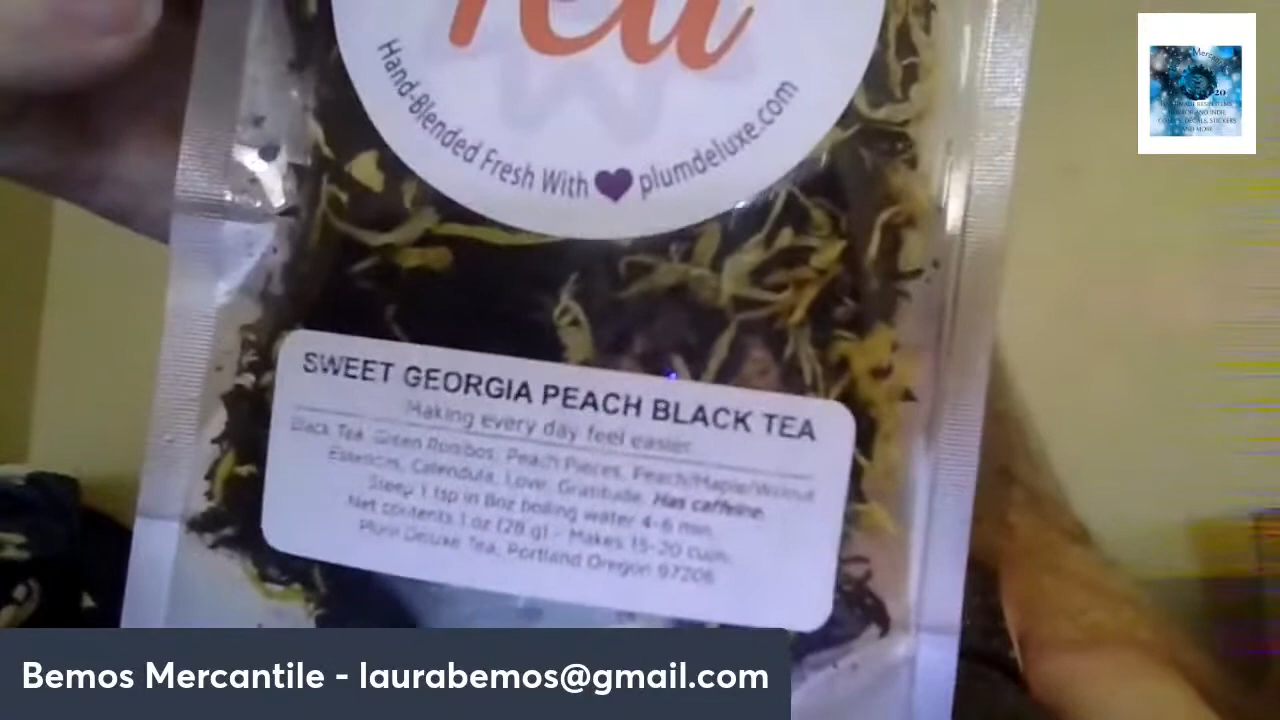 Tea
Hand-Blended Fresh With plumdeluxe.com
SWEET GEORGIA PEACH BLACK TEA
Making every day feel easier
Black Tea, Green Rooibos, Peach Pieces, Peach/Maple/Walnut
Essences, Calendula, Love, Gratitude. Has caffeine.
Steep 1 tsp in 8oz boiling water 4-6 min.
Net contents 1 oz (28 g) - Makes 15-20 cups.
Plum Deluxe Tea, Portland Oregon 97206
Bemos Mercantile - laurabemos@gmail.com